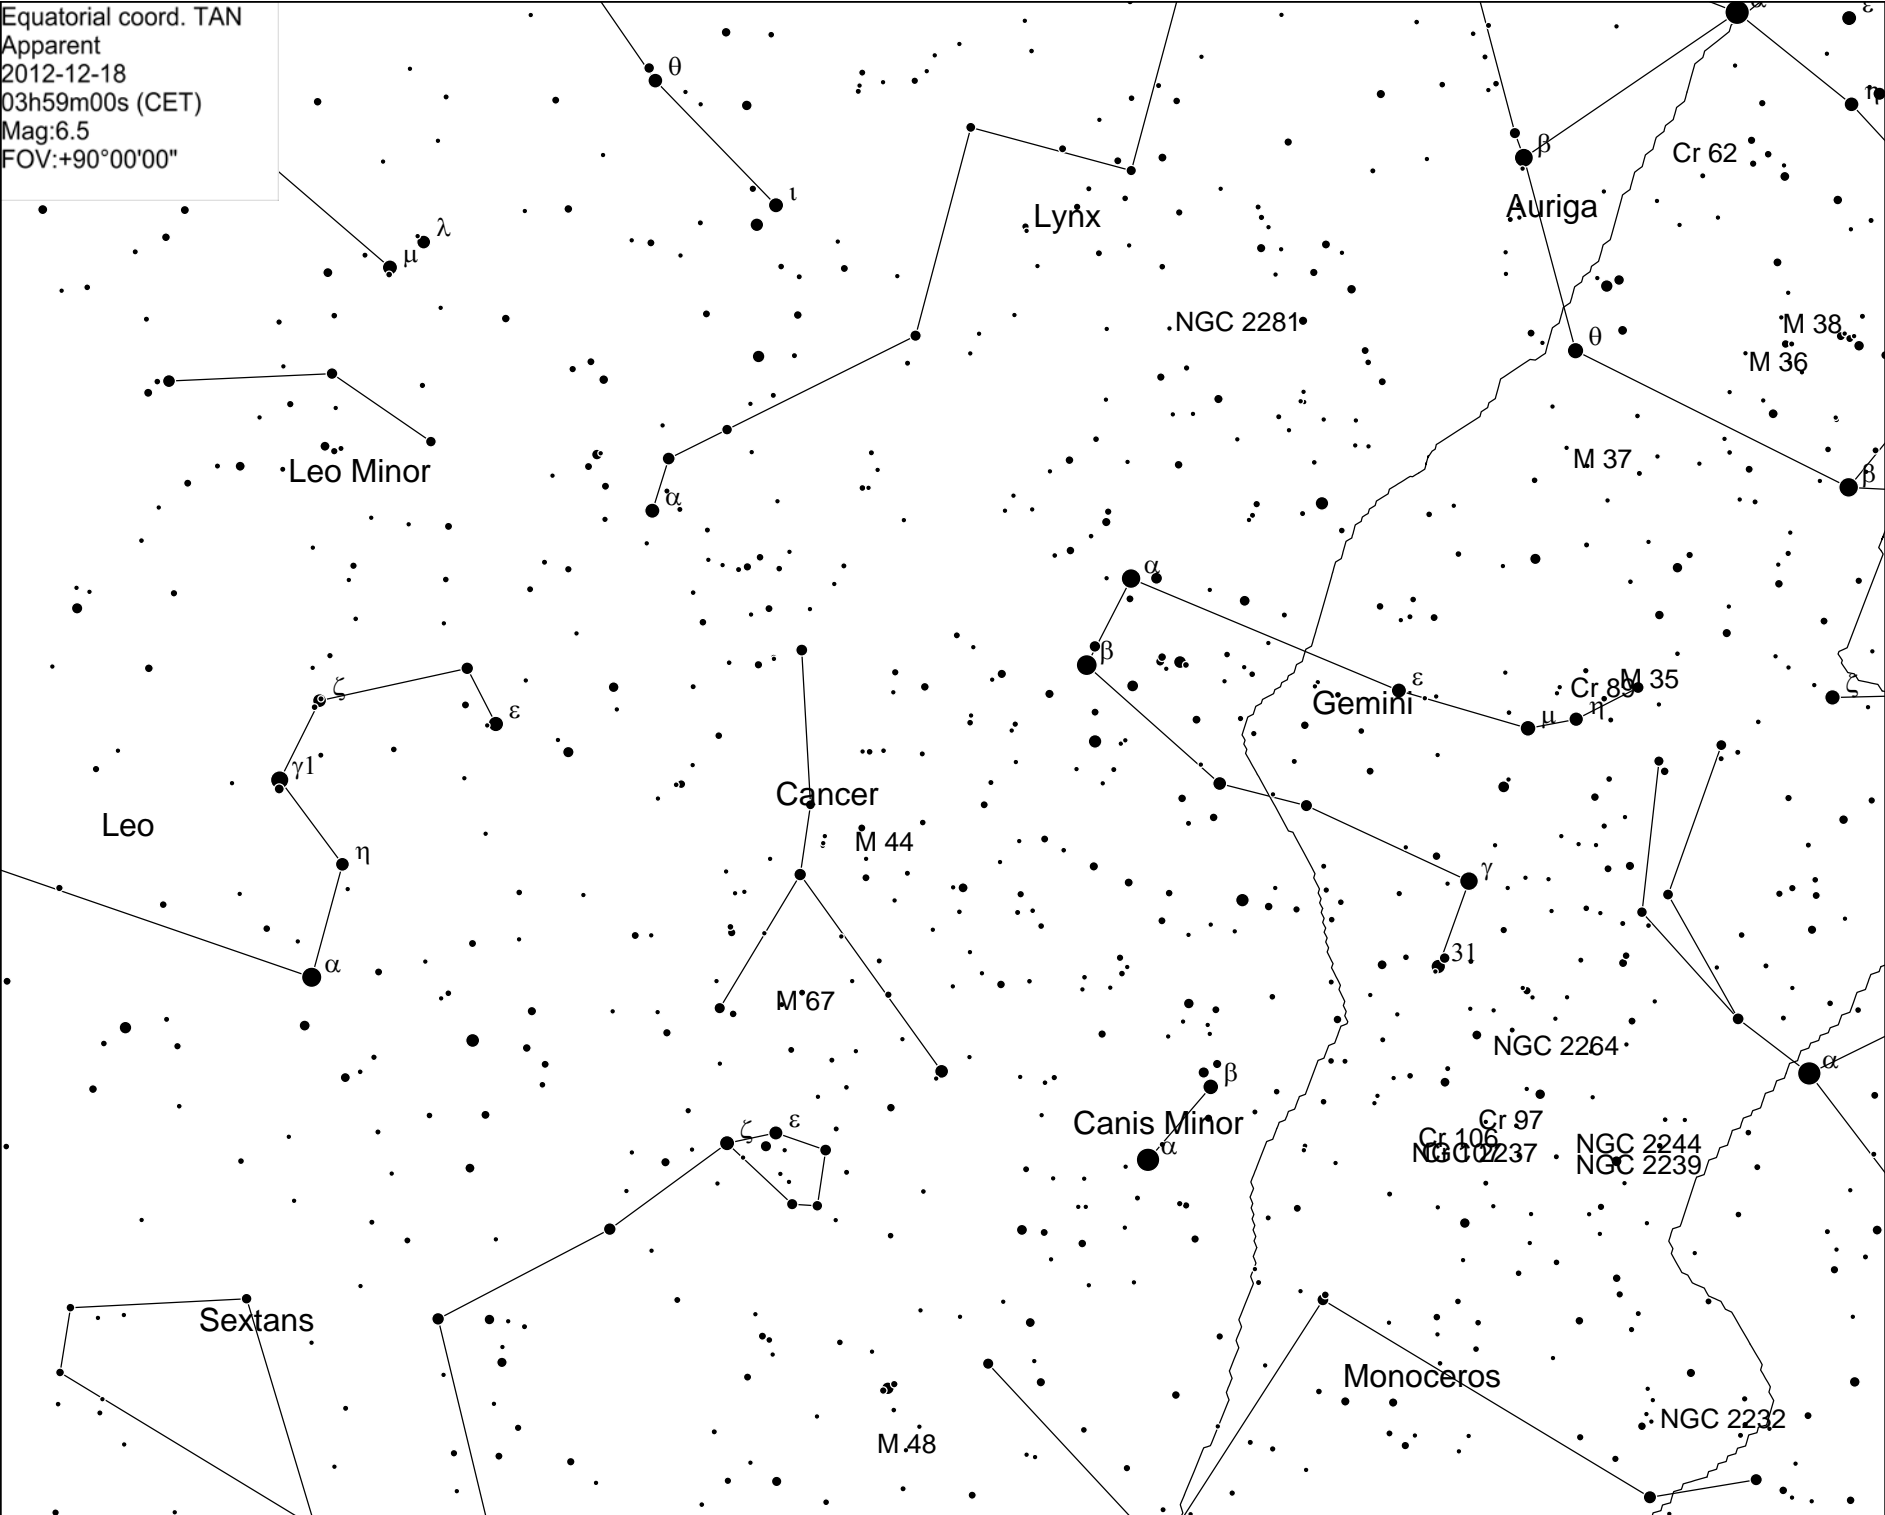 Equatorial coord. TAN
Apparent
2012-12-18
03h59m00s (CET)
Mag:6.5
FOV:+90°00'00"
α
ε
θ
η
β
Cr 62
ι
Lynx
Auriga
λ
μ
NGC 2281
M 38
θ
M 36
M 37
Leo Minor
β
α
α
β
ε
M 35
Cr 89
ζ
ζ
Gemini
η
ε
μ
γ1
Cancer
Leo
M 44
η
γ
31
α
M 67
NGC 2264
α
β
Canis Minor
Cr 97
ζ
ε
Cr 106
NGC 2244
α
NGC 2237
NGC 2239
Sextans
Monoceros
NGC 2232
M 48